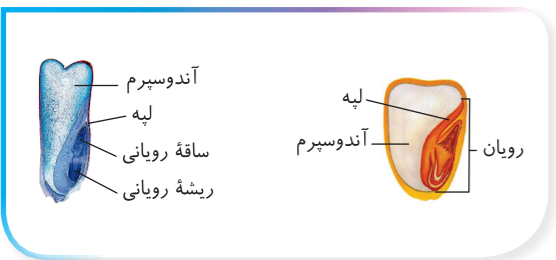 لپه
آندوسپرم
رویان
آندوسپرم
لپه
ساقهٔ رویانی
ریشهٔ رویانی